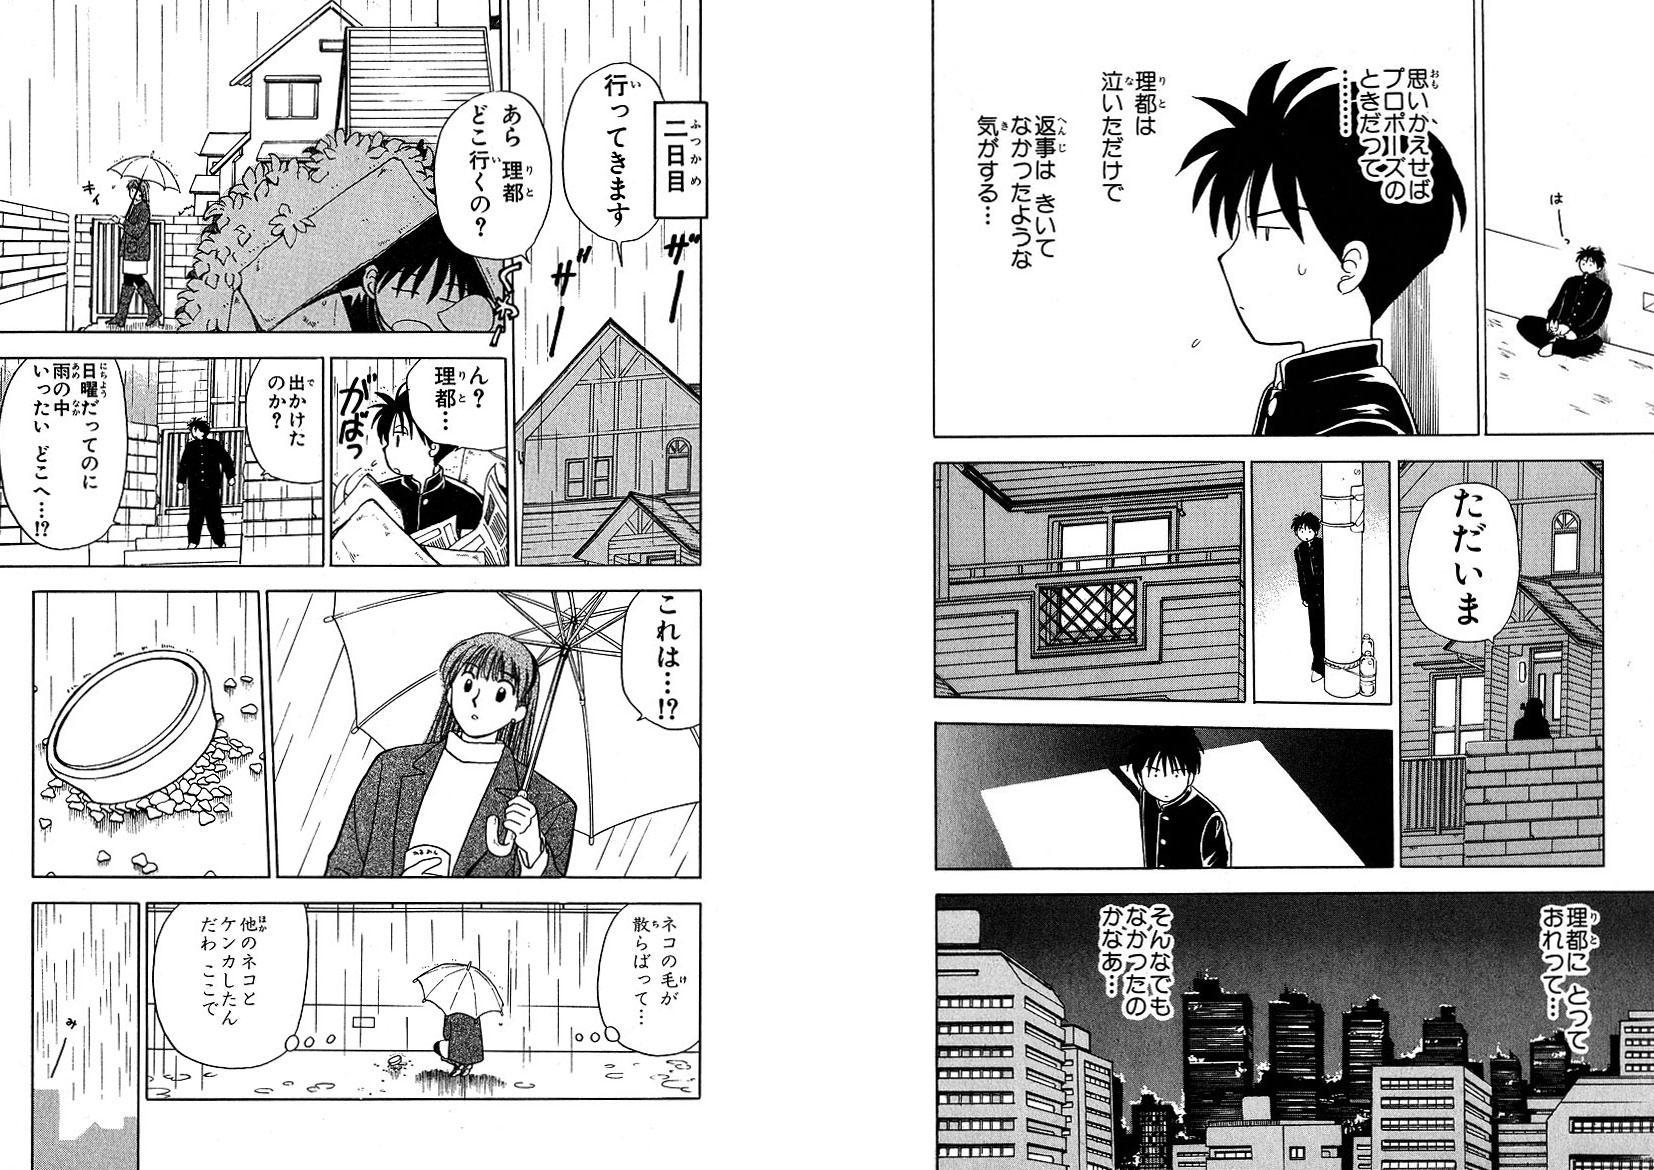 は
思いかえせば
プロポーズの
ときだって
…………
理都は
泣いただけで
返事は きいて
なかったような
気がする…
ただいま
理都に とって
おれって…
そんなでも
なかったの
かなあ…
二日目
行ってきます
ザー
ザー
あら 理都
どこ行くの?
ぐおー
キィ
ん?
理都…
がばっ
出かけた
のか?
日曜だってのに
雨の中
いったい どこへ…!?
これは…!?
ネコの毛が
散らばって…
他のネコと
ケンカしたん
だわ ここで
み